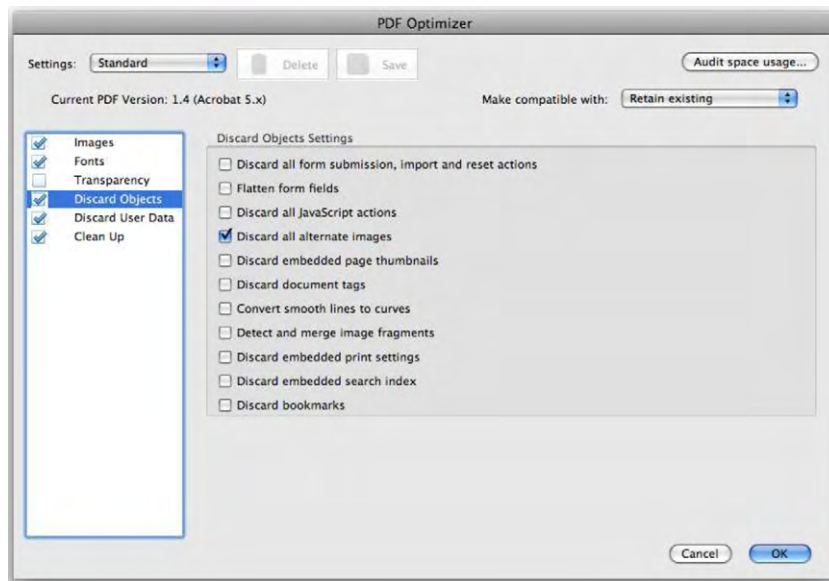 PDF Optimizer
Settings: Standard Delete Save Audit space usage...
Current PDF Version: 1.4 (Acrobat 5.x) Make compatible with: Retain existing
Images
Fonts
Transparency
Discard Objects
Discard User Data
Clean Up
Discard Objects Settings
Discard all form submission, import and reset actions
Flatten form fields
Discard all JavaScript actions
Discard all alternate images
Discard embedded page thumbnails
Discard document tags
Convert smooth lines to curves
Detect and merge image fragments
Discard embedded print settings
Discard embedded search index
Discard bookmarks
Cancel OK